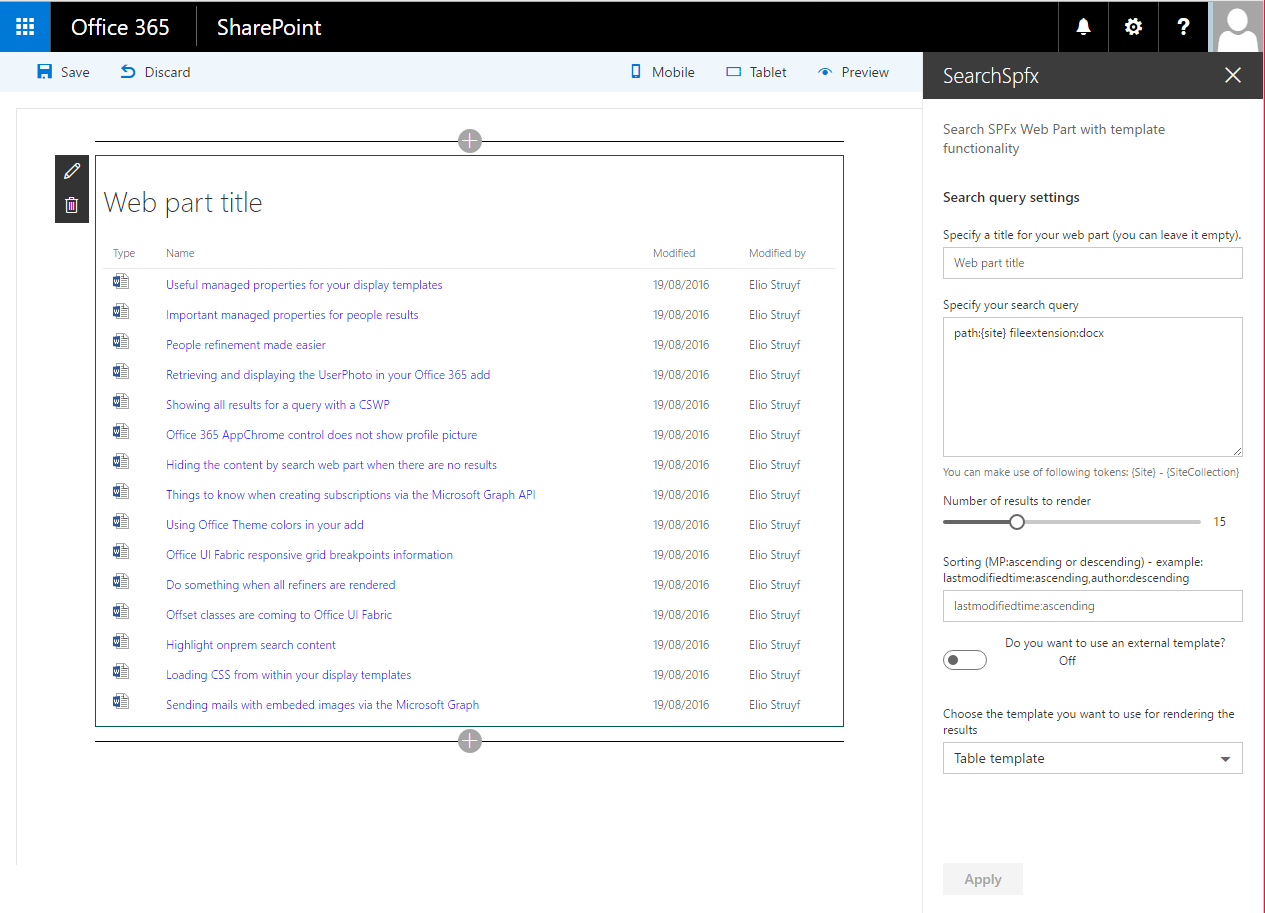 Office 365 SharePoint ?
Save Discard Mobile Tablet Preview
SearchSpfx
Search SPFx Web Part with template
functionality
Search query settings
Specify a title for your web part (you can leave it empty).
Web part title
Specify your search query
path:{site} fileextension:docx
You can make use of following tokens: {Site} - {SiteCollection}
Number of results to render
15
Sorting (MP:ascending or descending) - example:
lastmodifiedtime:ascending,author:descending
lastmodifiedtime:ascending
Do you want to use an external template?
Off
Choose the template you want to use for rendering the
results
Table template
Apply
Web part title
Type Name Modified Modified by
Useful managed properties for your display templates 19/08/2016 Elio Struyf
Important managed properties for people results 19/08/2016 Elio Struyf
People refinement made easier 19/08/2016 Elio Struyf
Retrieving and displaying the UserPhoto in your Office 365 add 19/08/2016 Elio Struyf
Showing all results for a query with a CSWP 19/08/2016 Elio Struyf
Office 365 AppChrome control does not show profile picture 19/08/2016 Elio Struyf
Hiding the content by search web part when there are no results 19/08/2016 Elio Struyf
Things to know when creating subscriptions via the Microsoft Graph API 19/08/2016 Elio Struyf
Using Office Theme colors in your add 19/08/2016 Elio Struyf
Office UI Fabric responsive grid breakpoints information 19/08/2016 Elio Struyf
Do something when all refiners are rendered 19/08/2016 Elio Struyf
Offset classes are coming to Office UI Fabric 19/08/2016 Elio Struyf
Highlight onprem search content 19/08/2016 Elio Struyf
Loading CSS from within your display templates 19/08/2016 Elio Struyf
Sending mails with embeded images via the Microsoft Graph 19/08/2016 Elio Struyf